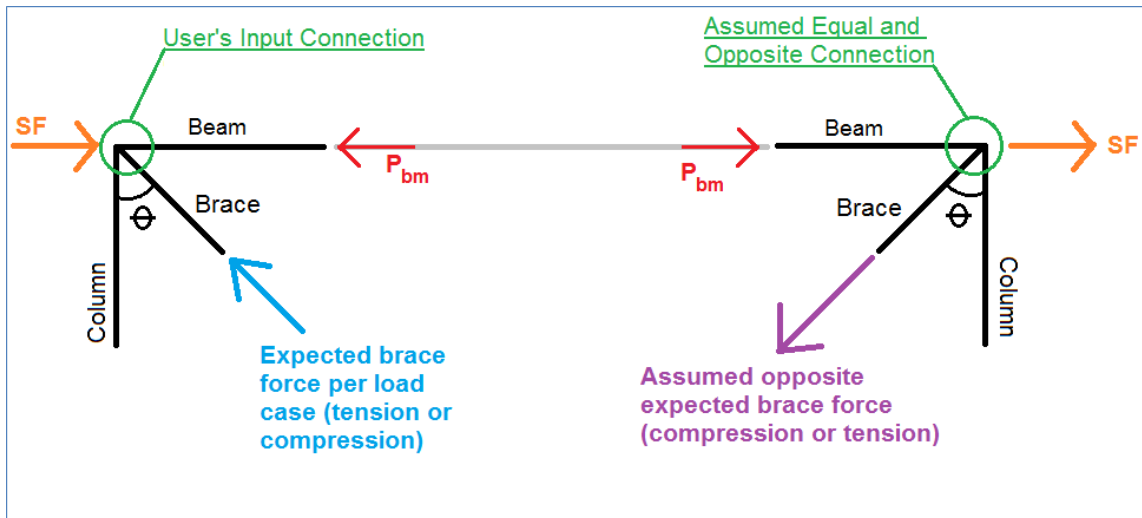 User's Input Connection
Assumed Equal and
Opposite Connection
SF
Beam
Beam
SF
P bm
P bm
Brace
Brace
θ
θ
Column
Column
Expected brace
force per load
case (tension or
compression)
Assumed opposite
expected brace force
(compression or tension)